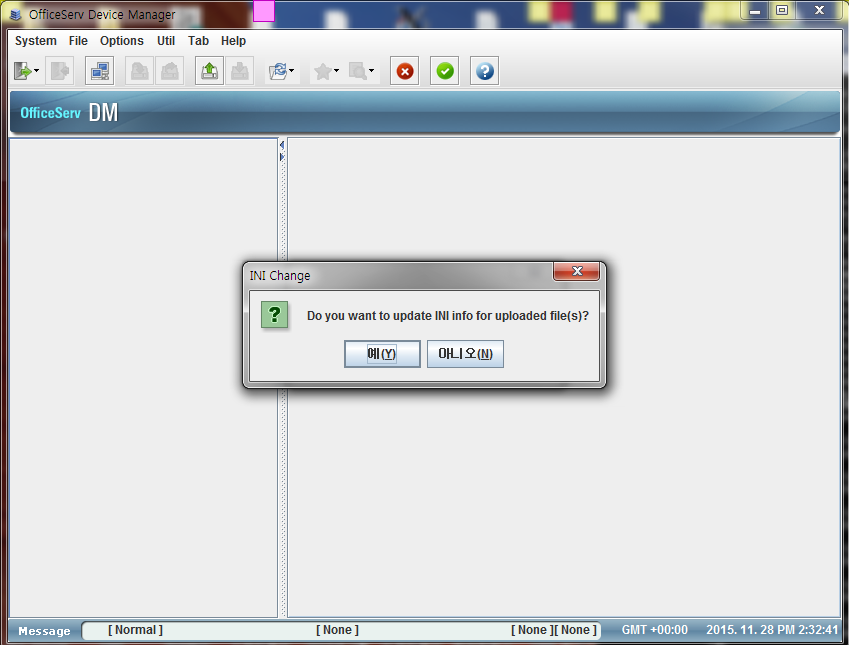 OfficeServ Device Manager
System File Options Util Tab Help
OfficeServ DM
INI Change
Do you want to update INI info for uploaded file(s)?
예(Y) 아니오(N)
Message [ Normal ] [ None ] [ None ][ None ] GMT +00:00 2015. 11. 28 PM 2:32:41